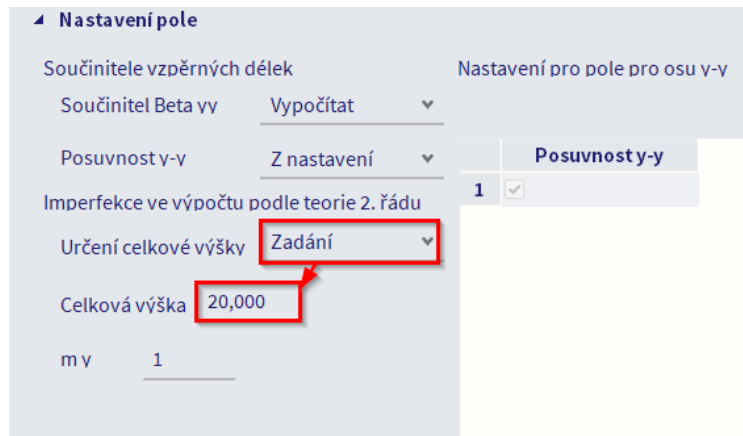 Nastavení pole
Součinitele vzpěrných délek
Nastavení pro pole pro osu y-y
Součinitel Beta yy Vypočítat
Posuvnost y-y Z nastavení
Posuvnost y-y
1
Imperfekce ve výpočtu podle teorie 2. řádu
Určení celkové výšky Zadání
Celková výška 20,000
m y 1